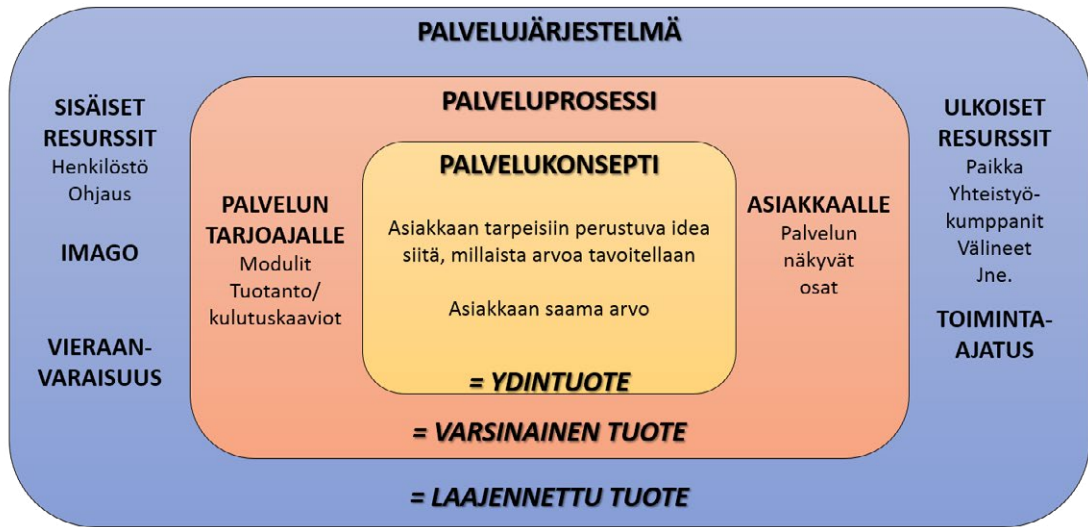 PALVELUJÄRJESTELMÄ
SISÄISET
RESURSSIT
Henkilöstö
Ohjaus
IMAGO
VIERAAN-
VARAISUUS
PALVELUPROSESSI
PALVELUN
TARJOAJALLE
Modulit
Tuotanto/
kulutuskaaviot
PALVELUKONSEPTI
Asiakkaan tarpeisiin perustuva idea
siitä, millaista arvoa tavoitellaan
Asiakkaan saama arvo
= YDINTUOTE
ASIAKKAALLE
Palvelun
näkyvät
osat
= VARSINAINEN TUOTE
ULKOISET
RESURSSIT
Paikka
Yhteistyö-
kumppanit
Välineet
Jne.
TOIMINTA-
AJATUS
= LAAJENNETTU TUOTE